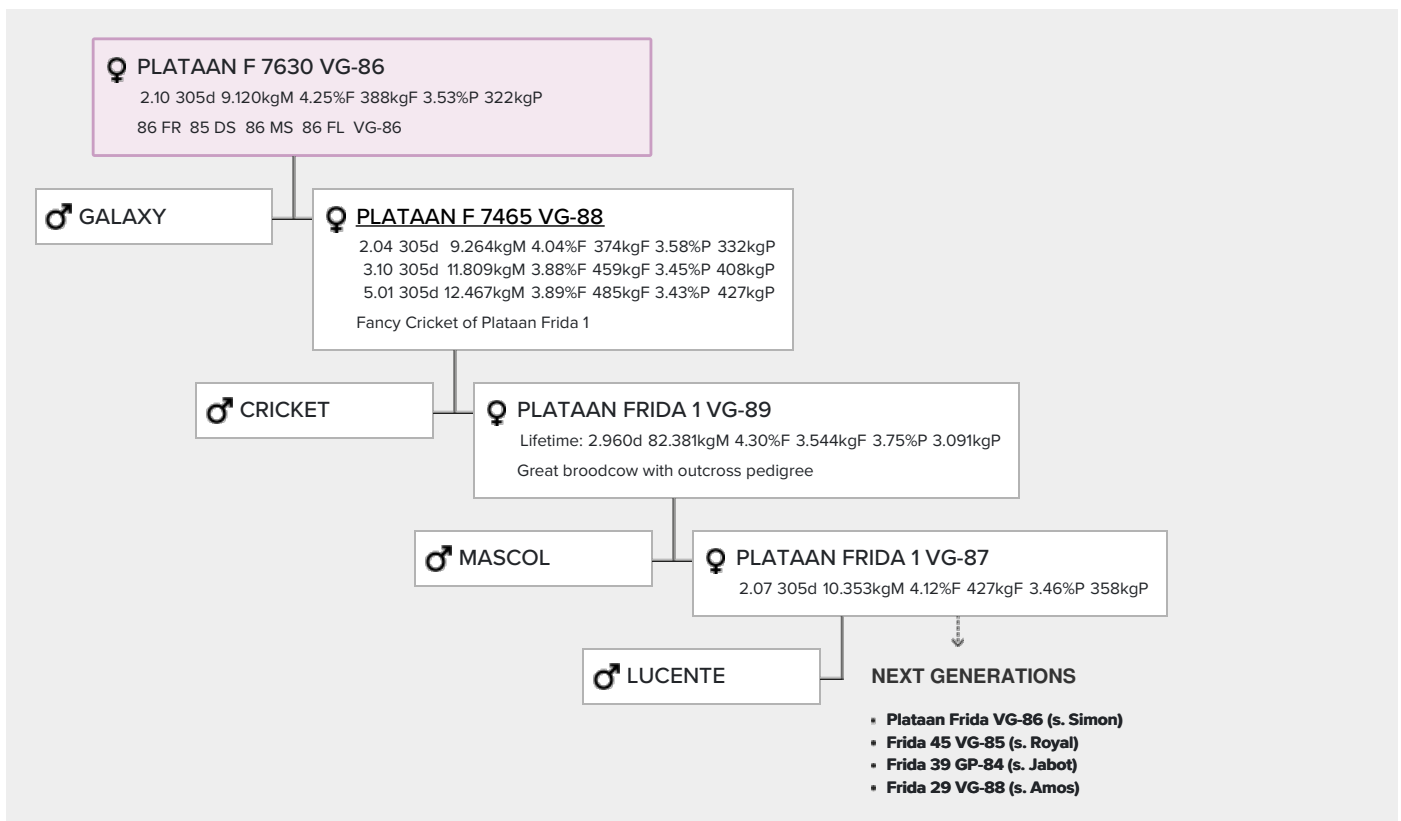 PLATAAN F 7630 VG-86
2.10 305d 9.120kgM 4.25%F 388kgF 3.53%P 322kgP
86 FR 85 DS 86 MS 86 FL VG-86
GALAXY
PLATAAN F 7465 VG-88
2.04 305d 9.264kgM 4.04%F 374kgF 3.58%P 332kgP
3.10 305d 11.809kgM 3.88%F 459kgF 3.45%P 408kgP
5.01 305d 12.467kgM 3.89%F 485kgF 3.43%P 427kgP
Fancy Cricket of Plataan Frida 1
CRICKET
PLATAAN FRIDA 1 VG-89
Lifetime: 2.960d 82.381kgM 4.30%F 3.544kgF 3.75%P 3.091kgP
Great broodcow with outcross pedigree
MASCOL
PLATAAN FRIDA 1 VG-87
2.07 305d 10.353kgM 4.12%F 427kgF 3.46%P 358kgP
LUCENTE
NEXT GENERATIONS
Plataan Frida VG-86 (s. Simon)
Frida 45 VG-85 (s. Royal)
Frida 39 GP-84 (s. Jabot)
Frida 29 VG-88 (s. Amos)